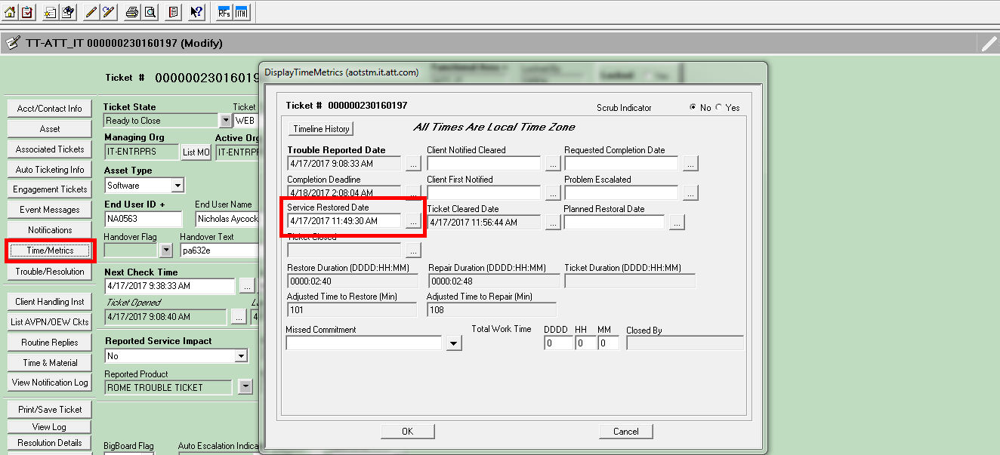 RFs ITH
TT-ATT_IT 000000230160197 (Modify)
Ticket # 00000023016019
Acct/Contact Info
Asset
Associated Tickets
Auto Ticketing Info
Engagement Tickets
Event Messages
Notifications
Time/Metrics
Trouble/Resolution
Client Handling Inst
List AVPN/OEW Ckts
Routine Replies
Time & Material
View Notification Log
Print/Save Ticket
View Log
Resolution Details
Ticket State
Ticket
Ready to Close
WEB
Managing Org
Active Org
IT-ENTRPRS
List MO
IT-ENTRP
Asset Type
Software
End User ID +
End User Name
NA0563
Nicholas Aycock
Handover Flag
Handover Text
pa632e
Next Check Time
4/17/2017 9:38:33 AM
...
Ticket Opened
4/17/2017 9:08:40 AM
...
4
Reported Service Impact
No
Reported Product
ROME TROUBLE TICKET
BigBoard Flag
Auto Escalation Indica
DisplayTimeMetrics (aotstm.it.att.com)
Ticket # 000000230160197
Scrub Indicator
No
Yes
Timeline History
All Times Are Local Time Zone
Trouble Reported Date
Client Notified Cleared
Requested Completion Date
4/17/2017 9:08:33 AM
...
...
...
Completion Deadline
Client First Notified
Problem Escalated
4/18/2017 2:08:04 AM
...
...
...
Service Restored Date
Ticket Cleared Date
Planned Restoral Date
4/17/2017 11:49:30 AM
...
4/17/2017 11:56:44 AM
...
...
Ticket Closed
...
Restore Duration (DDDD:HH:MM)
Repair Duration (DDDD:HH:MM)
Ticket Duration (DDDD:HH:MM)
0000:02:40
0000:02:48
Adjusted Time to Restore (Min)
Adjusted Time to Repair (Min)
101
108
Missed Commitment
Total Work Time
DDDD HH MM
Closed By
0 0 0
OK
Cancel